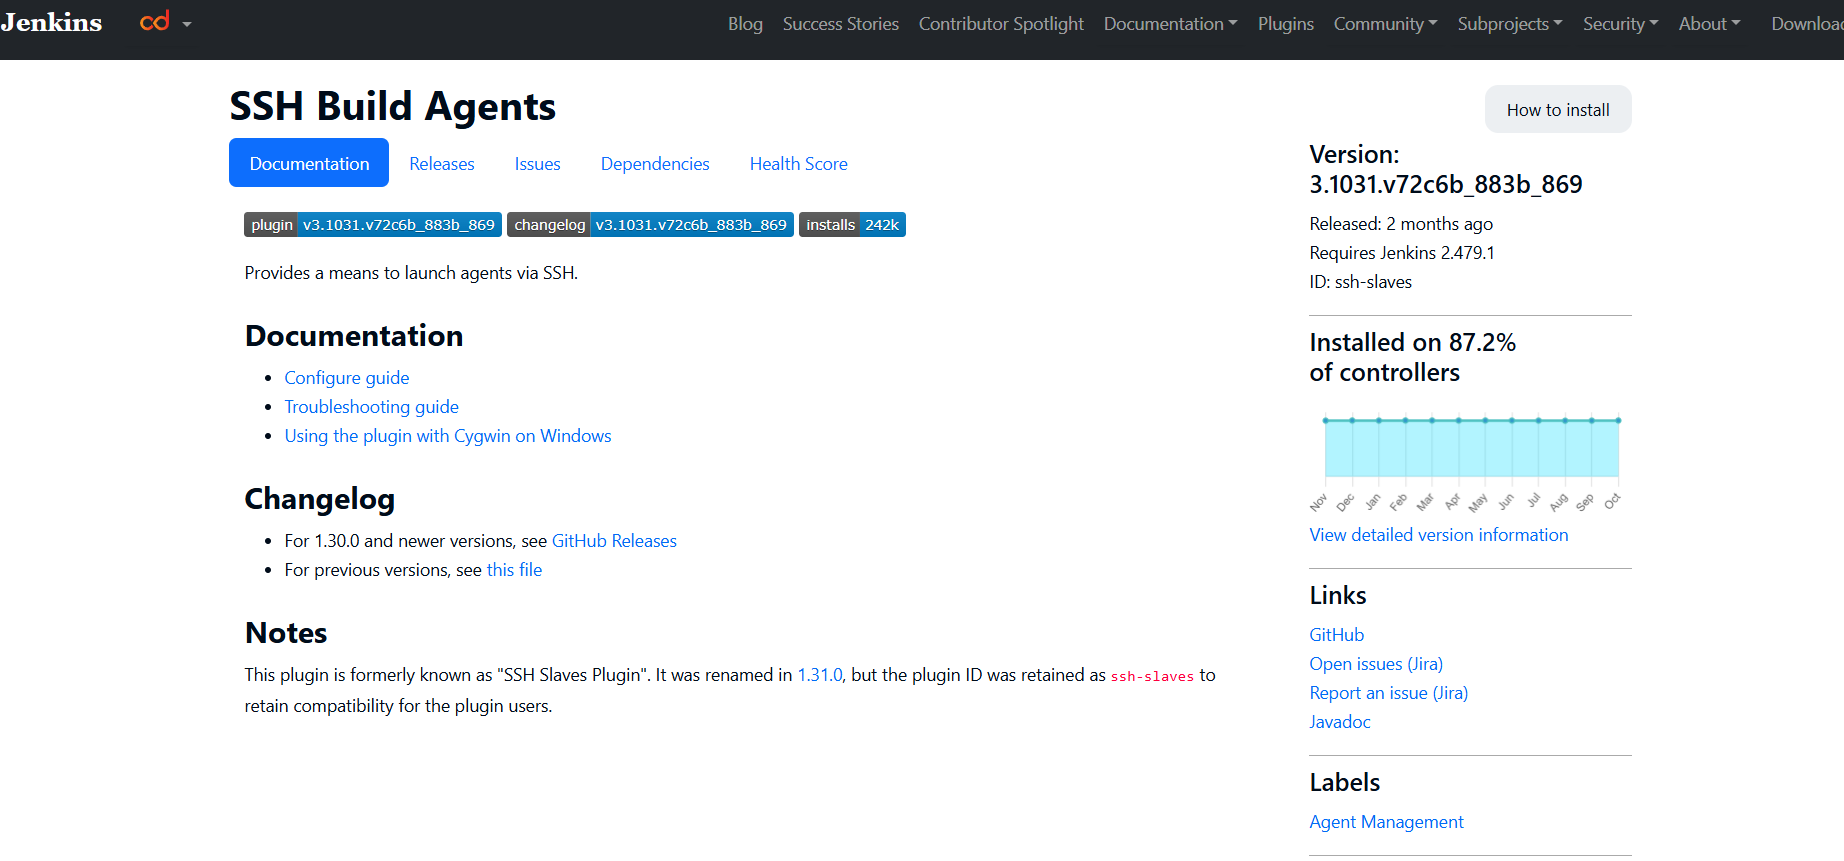 Jenkins
cd
Blog Success Stories Contributor Spotlight Documentation Plugins Community Subprojects Security About Download
SSH Build Agents
How to install
Documentation Releases Issues Dependencies Health Score
plugin v3.1031.v72c6b_883b_869 changelog v3.1031.v72c6b_883b_869 installs 242k
Provides a means to launch agents via SSH.
Documentation
Configure guide
Troubleshooting guide
Using the plugin with Cygwin on Windows
Changelog
For 1.30.0 and newer versions, see GitHub Releases
For previous versions, see this file
Notes
This plugin is formerly known as "SSH Slaves Plugin". It was renamed in 1.31.0, but the plugin ID was retained as ssh-slaves to
retain compatibility for the plugin users.
Version:
3.1031.v72c6b_883b_869
Released: 2 months ago
Requires Jenkins 2.479.1
ID: ssh-slaves
Installed on 87.2%
of controllers
Nov Dec Jan Feb Mar Apr May Jun Jul Aug Sep Oct
View detailed version information
Links
GitHub
Open issues (Jira)
Report an issue (Jira)
Javadoc
Labels
Agent Management